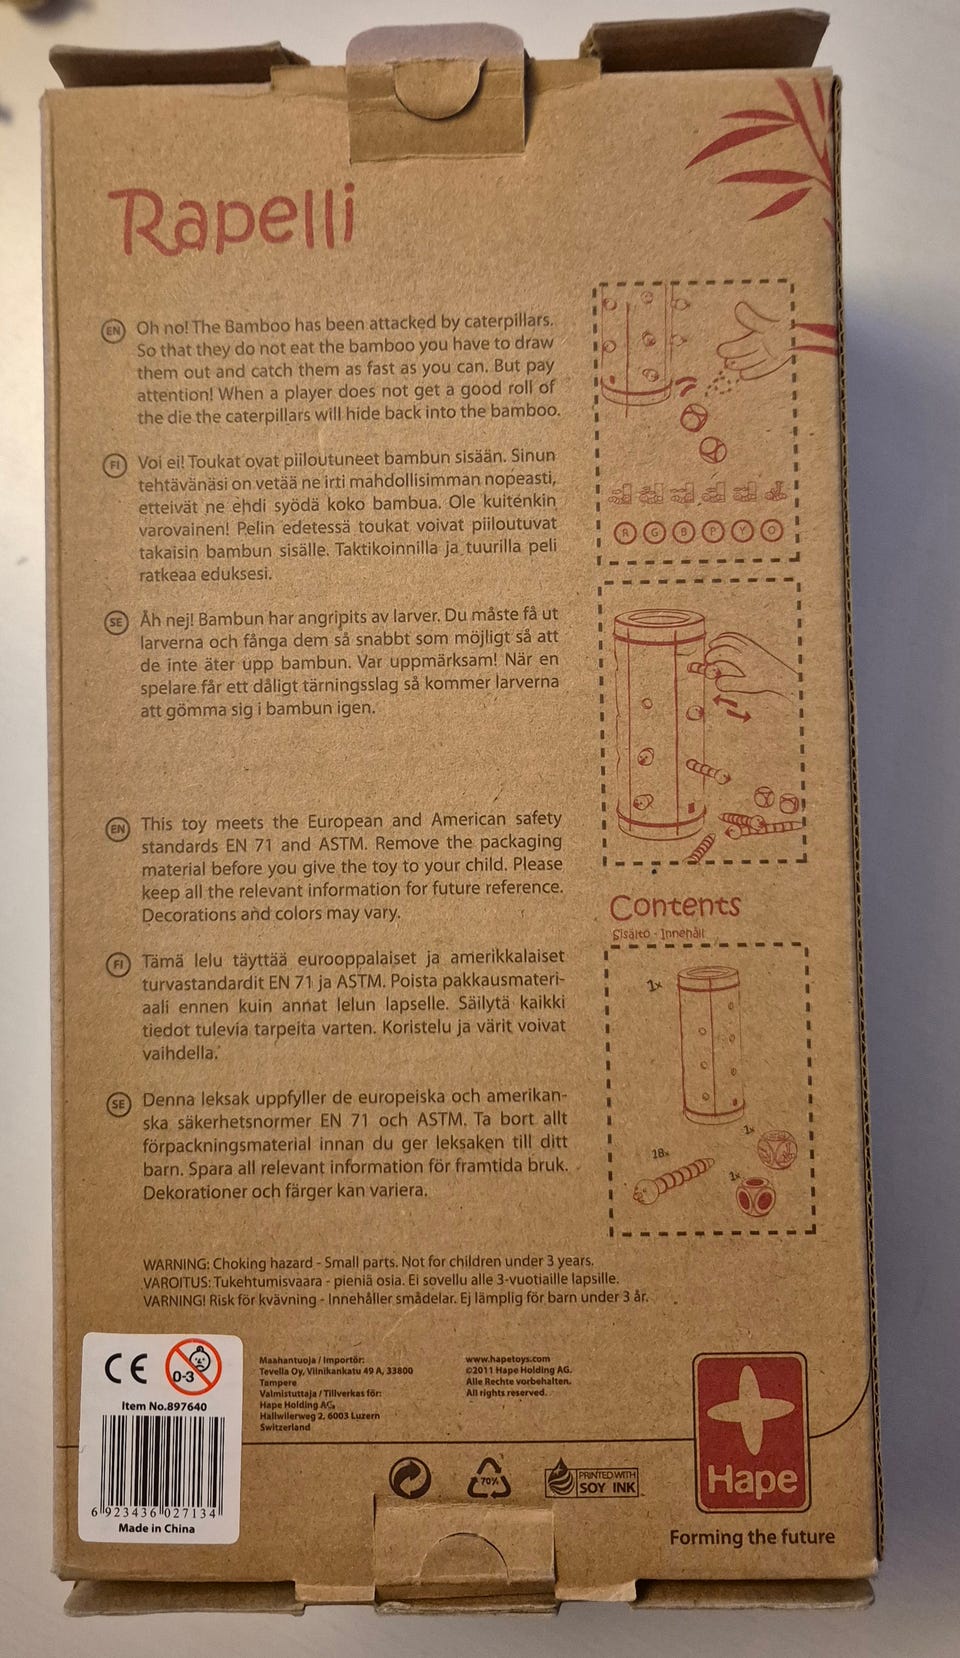 Rapelli
EN
Oh no! The Bamboo has been attacked by caterpillars.
So that they do not eat the bamboo you have to draw
them out and catch them as fast as you can. But pay
attention! When a player does not get a good roll of
the die the caterpillars will hide back into the bamboo.
FI
Voi ei! Toukat ovat piiloutuneet bambun sisään. Sinun
tehtävänäsi on vetää ne irti mahdollisimman nopeasti,
etteivät ne ehdi syödä koko bambua. Ole kuitenkin
varovainen! Pelin edetessä toukat voivat piiloutuvat
takaisin bambun sisälle. Taktikoinnilla ja tuurilla peli
ratkeaa eduksesi.
SE
Åh nej! Bambun har angripits av larver. Du måste få ut
larverna och fånga dem så snabbt som möjligt så att
de inte äter upp bambun. Var uppmärksam! När en
spelare får ett dåligt tärningsslag så kommer larverna
att gömma sig i bambun igen.
EN
This toy meets the European and American safety
standards EN 71 and ASTM. Remove the packaging
material before you give the toy to your child. Please
keep all the relevant information for future reference.
Decorations and colors may vary.
FI
Tämä lelu täyttää eurooppalaiset ja amerikkalaiset
turvastandardit EN 71 ja ASTM. Poista pakkausmateri-
aali ennen kuin annat lelun lapselle. Säilytä kaikki
tiedot tulevia tarpeita varten. Koristelu ja värit voivat
vaihdella.
SE
Denna leksak uppfyller de europeiska och amerikan-
ska säkerhetsnormer EN 71 och ASTM. Ta bort allt
förpackningsmaterial innan du ger leksaken till ditt
barn. Spara all relevant information för framtida bruk.
Dekorationer och färger kan variera.
R G B P Y O
Contents
Sisältö - Innehåll
1x
18x
1x
1x
WARNING: Choking hazard - Small parts. Not for children under 3 years.
VAROITUS: Tukehtumisvaara - pieniä osia. Ei sovellu alle 3-vuotiaille lapsille.
VARNING! Risk för kvävning - Innehåller smådelar. Ej lämplig för barn under 3 år.
CE
0-3
Item No.897640
6 923436 027134
Made in China
Maahantuoja / Importör:
Tevella Oy, Viinikankatu 49 A, 33800
Tampere
Valmistuttaja / Tillverkas för:
Hape Holding AG,
Hallwilerweg 2, 6003 Luzern
Switzerland
www.hapetoys.com
©2011 Hape Holding AG.
Alle Rechte vorbehalten.
All rights reserved.
70%
PRINTED WITH
SOY INK
Hape
Forming the future